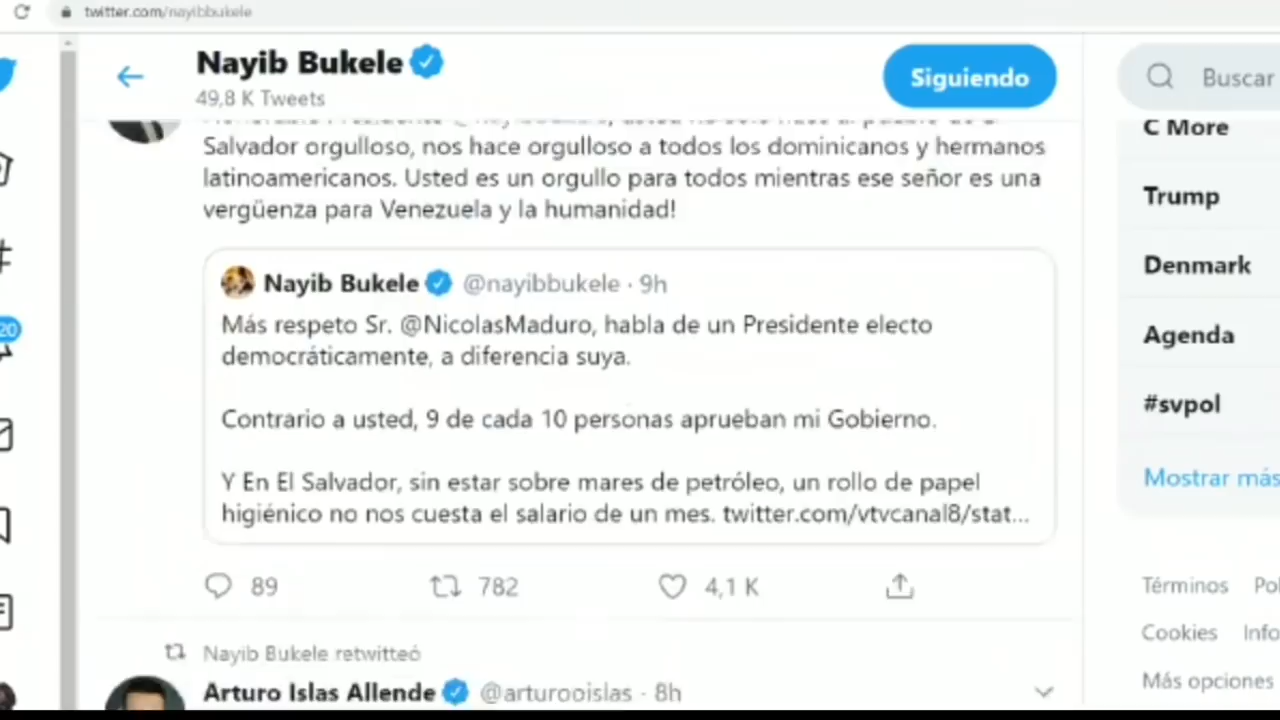 twitter.com/nayibbukele
Nayib Bukele
49,8 K Tweets
Siguiendo
Buscar
Salvador orgulloso, nos hace orgulloso a todos los dominicanos y hermanos
latinoamericanos. Usted es un orgullo para todos mientras ese señor es una
vergüenza para Venezuela y la humanidad!
Nayib Bukele @nayibbukele · 9h
Más respeto Sr. @NicolasMaduro, habla de un Presidente electo
democráticamente, a diferencia suya.
Contrario a usted, 9 de cada 10 personas aprueban mi Gobierno.
Y En El Salvador, sin estar sobre mares de petróleo, un rollo de papel
higiénico no nos cuesta el salario de un mes. twitter.com/vtvcanal8/stat...
89 782 4,1 K
Nayib Bukele retwitteó
Arturo Islas Allende @arturooislas · 8h
20
C More
Trump
Denmark
Agenda
#svpol
Mostrar más
Términos Pol
Cookies Info
Más opciones